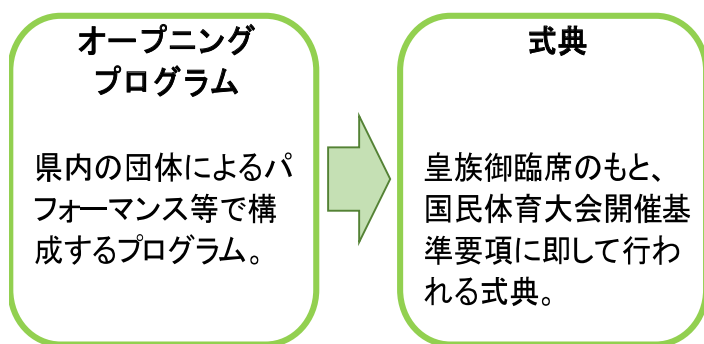 オープニング
プログラム
県内の団体によるパ
フォーマンス等で構
成するプログラム。
式典
皇族御臨席のもと、
国民体育大会開催基
準要項に即して行わ
れる式典。